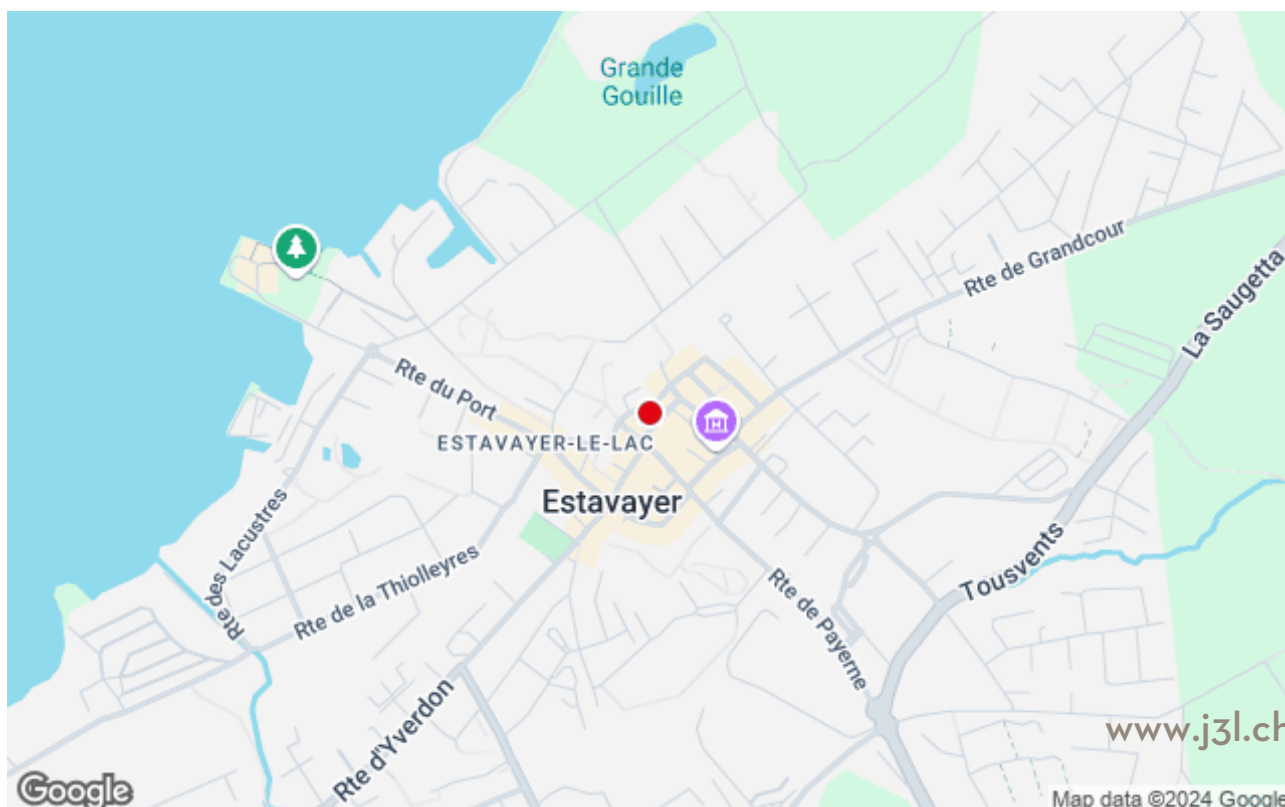 Grande
Gouille
Rte de Grandcour
La Saugetta
Rte du Port
ESTAVAYER-LE-LAC
Estavayer
Rte des Lacustres
Rte de la Thiolleyres
Tousvents
Rte de Payerne
Rte d'Yverdon
www.j3l.ch
Google
Map data ©2024 Google